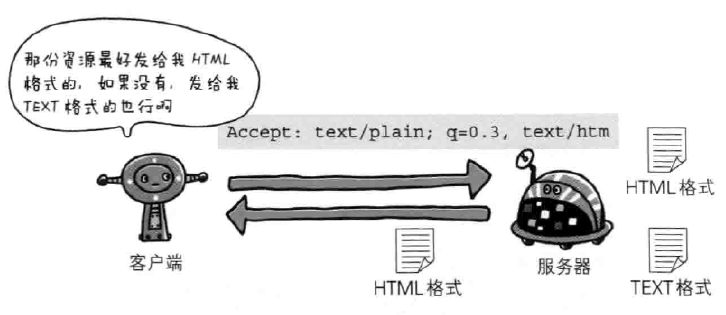 那份资源最好发给我 HTML
格式的，如果没有，发给我
TEXT 格式的也行啊
Accept: text/plain; q=0.3, text/htm
HTML 格式
客户端
服务器
HTML 格式
TEXT 格式